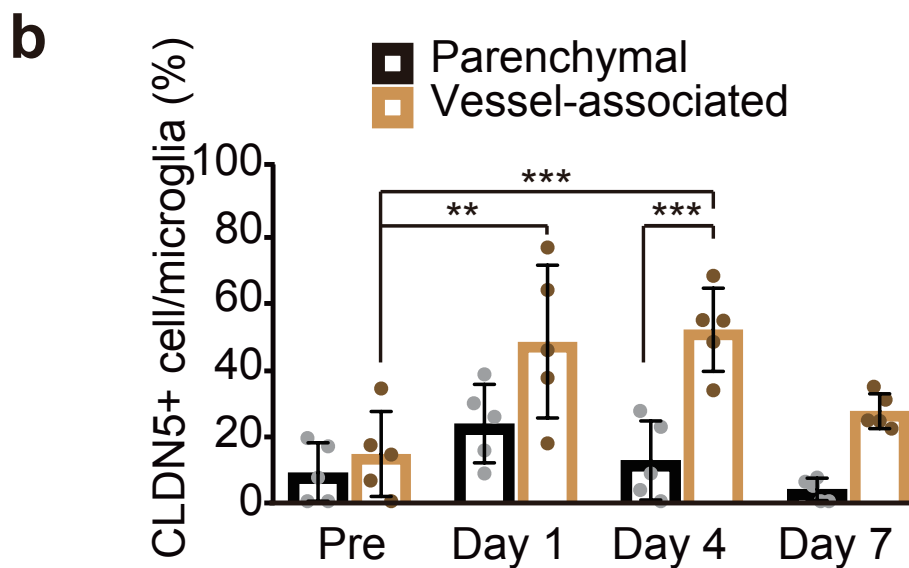 b
Parenchymal
Vessel-associated
CLDN5+ cell/microglia (%)
100
80
60
40
20
0
***
**
***
Pre
Day 1
Day 4
Day 7